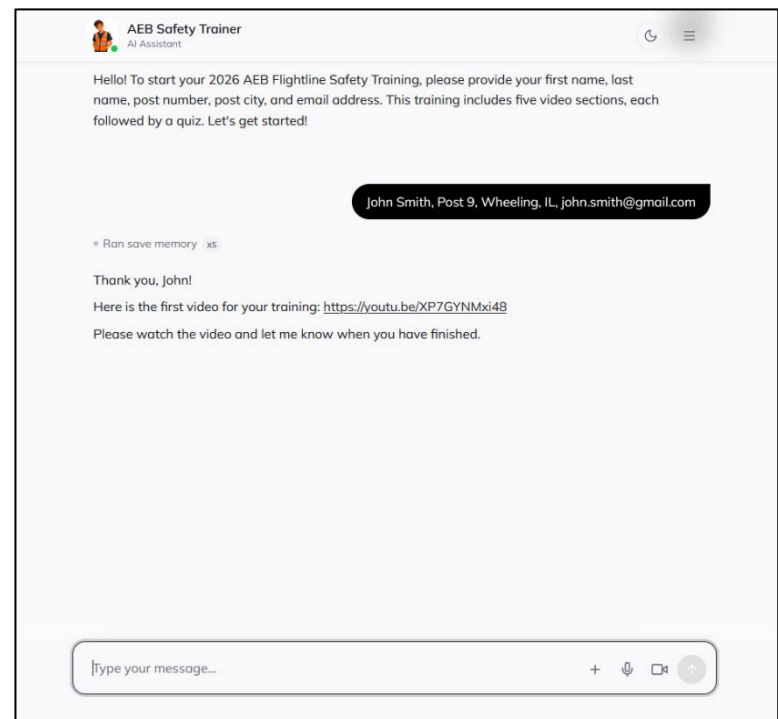 AEB Safety Trainer
AI Assistant
Hello! To start your 2026 AEB Flightline Safety Training, please provide your first name, last
name, post number, post city, and email address. This training includes five video sections, each
followed by a quiz. Let's get started!
John Smith, Post 9, Wheeling, IL, john.smith@gmail.com
Ran save memory x5
Thank you, John!
Here is the first video for your training: https://youtu.be/XP7GYNMxi48
Please watch the video and let me know when you have finished.
Type your message...